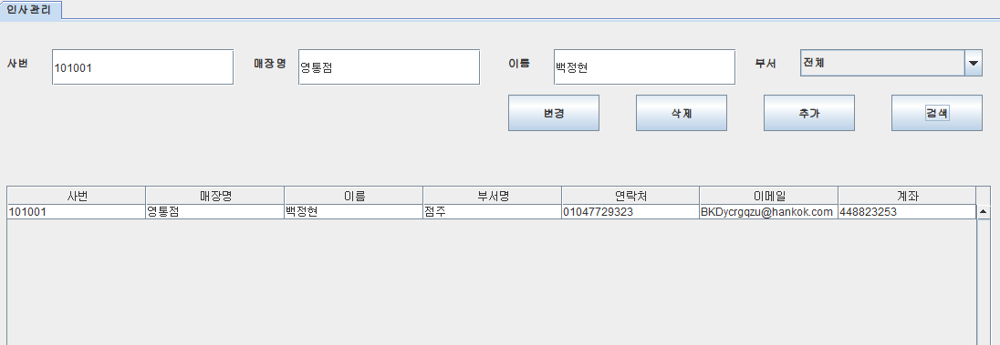 인사관리
사번 101001 매장명 영통점 이름 백정현 부서 전체
변경 삭제 추가 검색
사번 매장명 이름 부서명 연락처 이메일 계좌
101001 영통점 백정현 점주 01047729323 BKDycrgqzu@hankok.com 448823253